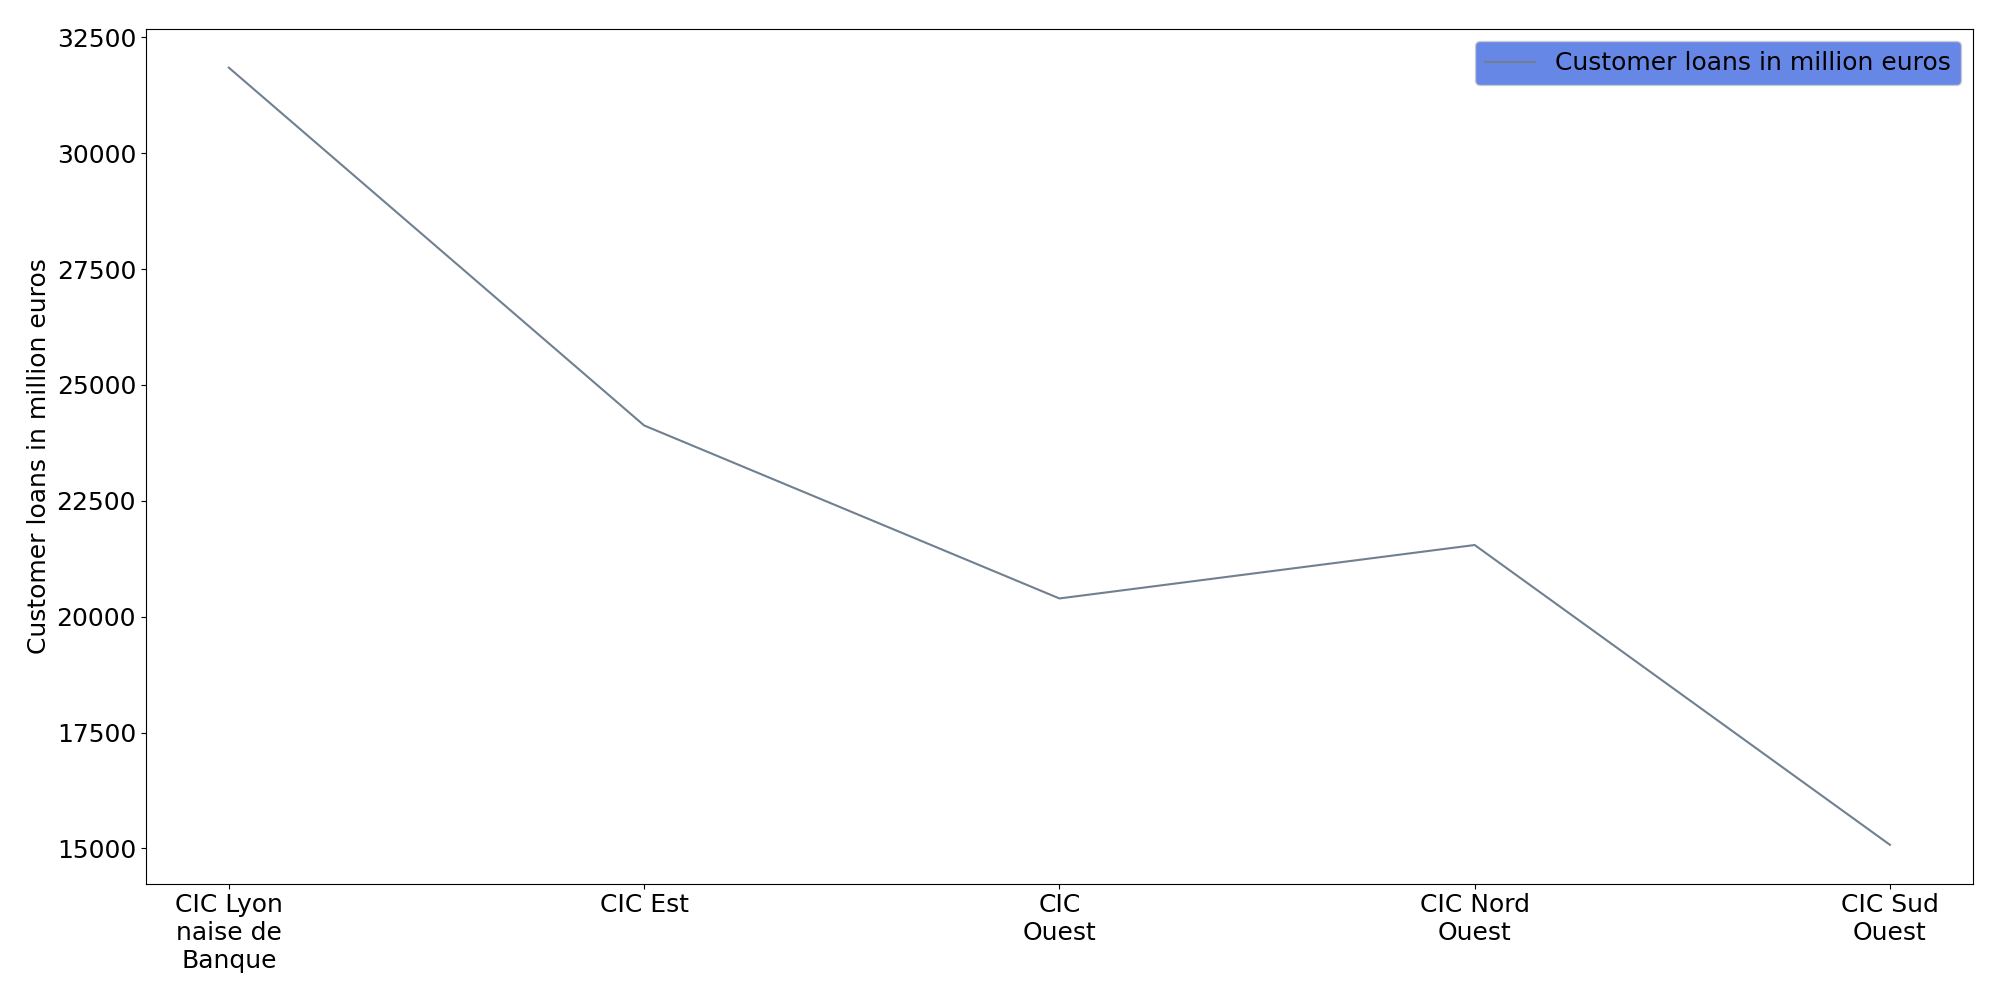 Customer loans in million euros
32500
30000
27500
25000
22500
20000
17500
15000
Customer loans in million euros
CIC Lyon
naise de
Banque
CIC Est
CIC
Ouest
CIC Nord
Ouest
CIC Sud
Ouest